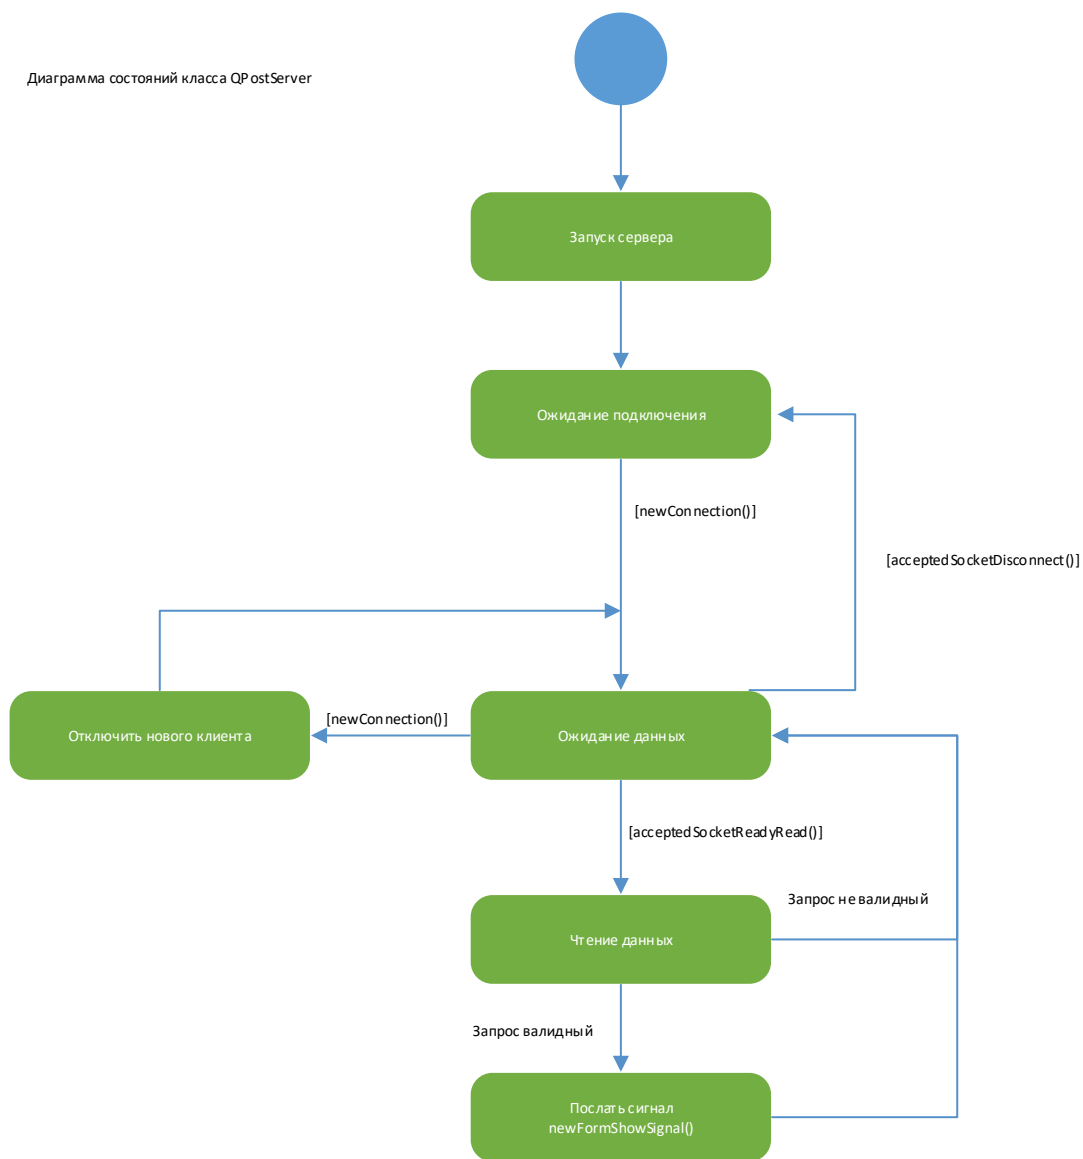 Диаграмма состояний класса QPostServer
Запуск сервера
Ожидание подключения
[newConnection()]
[acceptedSocketDisconnect()]
Отключить нового клиента
[newConnection()]
Ожидание данных
[acceptedSocketReadyRead()]
Запрос не валидный
Чтение данных
Запрос валидный
Послать сигнал
newFormShowSignal()